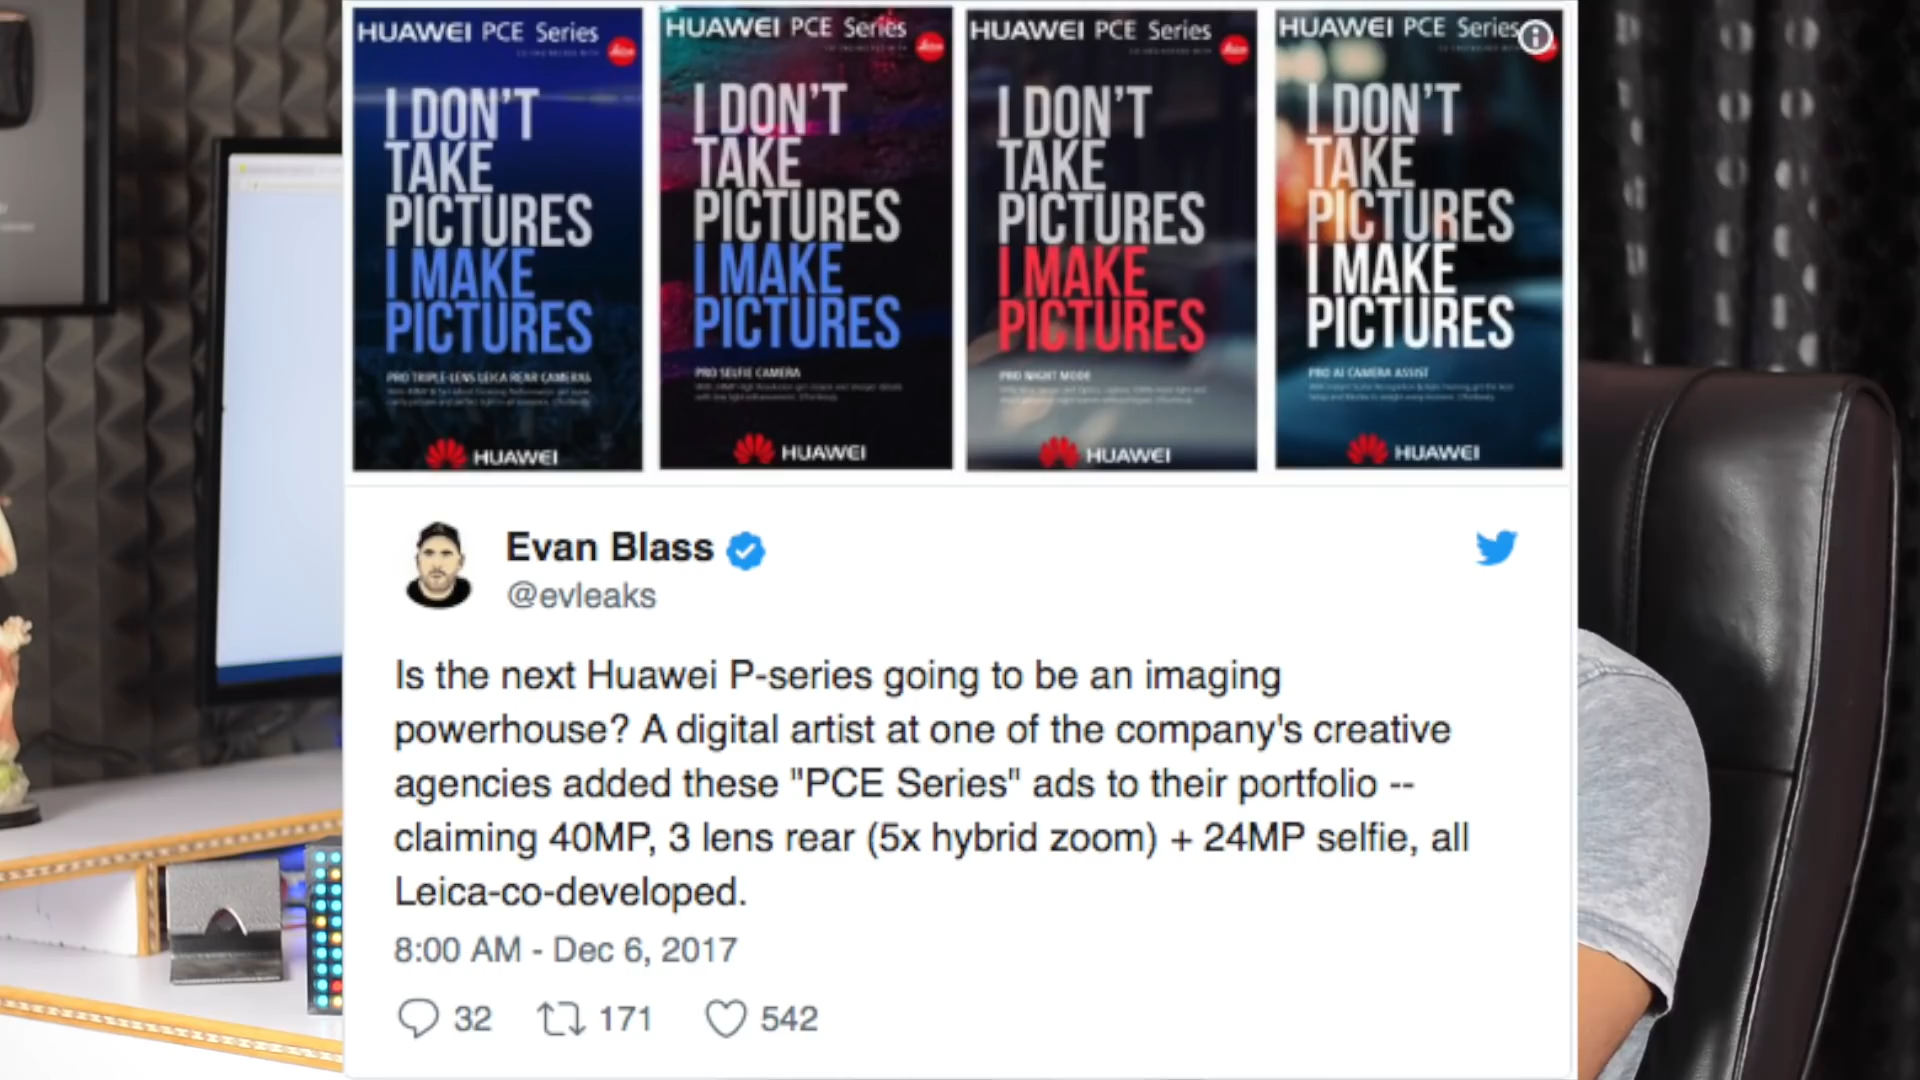 HUAWEI PCE Series
I DON'T
TAKE
PICTURES
I MAKE
PICTURES
PRO TRIPLE-LENS LEICA REAR CAMERAS
HUAWEI
HUAWEI PCE Series
I DON'T
TAKE
PICTURES
I MAKE
PICTURES
PRO SELFIE CAMERA
HUAWEI
HUAWEI PCE Series
I DON'T
TAKE
PICTURES
I MAKE
PICTURES
PRO NIGHT MODE
HUAWEI
HUAWEI PCE Series
I DON'T
TAKE
PICTURES
I MAKE
PICTURES
PRO AI CAMERA ASSIST
HUAWEI
Evan Blass
@evleaks
Is the next Huawei P-series going to be an imaging
powerhouse? A digital artist at one of the company's creative
agencies added these "PCE Series" ads to their portfolio --
claiming 40MP, 3 lens rear (5x hybrid zoom) + 24MP selfie, all
Leica-co-developed.
8:00 AM - Dec 6, 2017
32 171 542